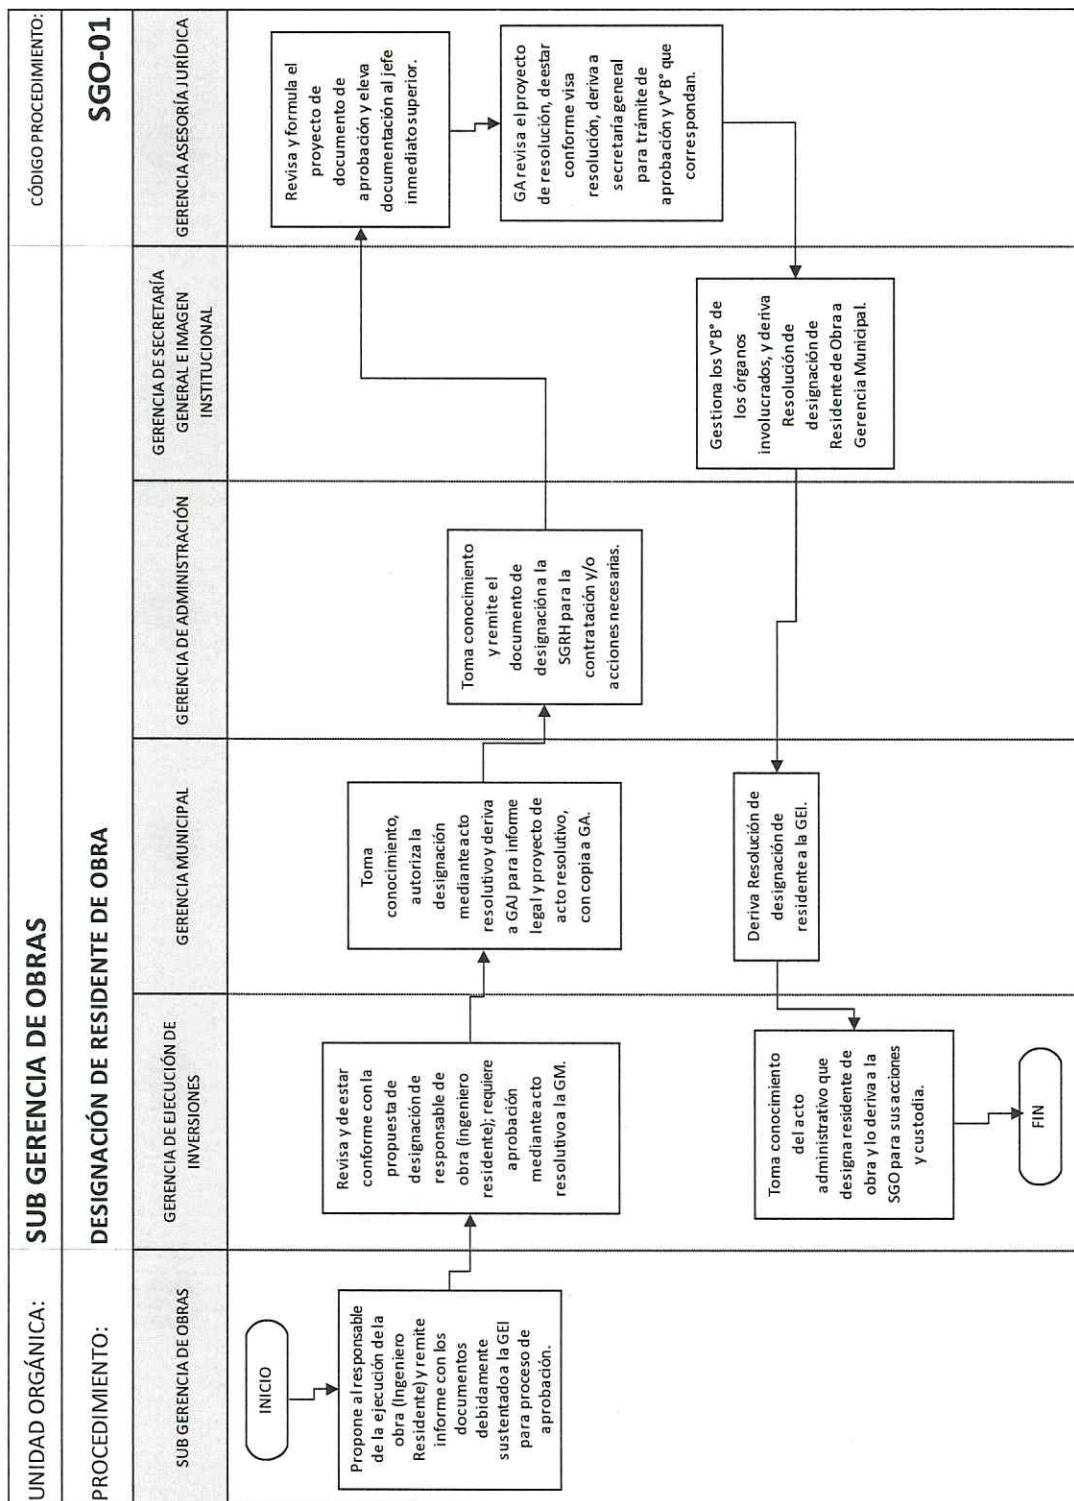 UNIDAD ORGÁNICA: SUB GERENCIA DE OBRAS
CÓDIGO PROCEDIMIENTO:
PROCEDIMIENTO: DESIGNACIÓN DE RESIDENTE DE OBRA
SGO-01
SUB GERENCIA DE OBRAS
GERENCIA DE EJECUCIÓN DE
INVERSIONES
GERENCIA MUNICIPAL
GERENCIA DE ADMINISTRACIÓN
GERENCIA DE SECRETARÍA
GENERAL E IMAGEN
INSTITUCIONAL
GERENCIA ASESORÍA JURÍDICA
INICIO
Propone al responsable
de la ejecución de la
obra (Ingeniero
Residente) y remite
informe con los
documentos
debidamente
sustentado a la GEI
para proceso de
aprobación.
Revisa y de estar
conforme con la
propuesta de
designación de
responsable de
obra (ingeniero
residente); requiere
aprobación
mediante acto
resolutivo a la GM.
Toma
conocimiento,
autoriza la
designación
mediante acto
resolutivo y deriva
a GAJ para informe
legal y proyecto de
acto resolutivo,
con copia a GA.
Toma conocimiento
y remite el
documento de
designación a la
SGRH para la
contratación y/o
acciones necesarias.
Revisa y formula el
proyecto de
documento de
aprobación y eleva
documentación al jefe
inmediato superior.
GA revisa el proyecto
de resolución, de estar
conforme visa
resolución, deriva a
secretaría general
para trámite de
aprobación y V°B° que
correspondan.
Gestiona los V°B° de
los órganos
involucrados, y deriva
Resolución de
designación de
Residente de Obra a
Gerencia Municipal.
Deriva Resolución de
designación de
residente a la GEI.
Toma conocimiento
del acto
administrativo que
designa residente de
obra y lo deriva a la
SGO para sus acciones
y custodia.
FIN